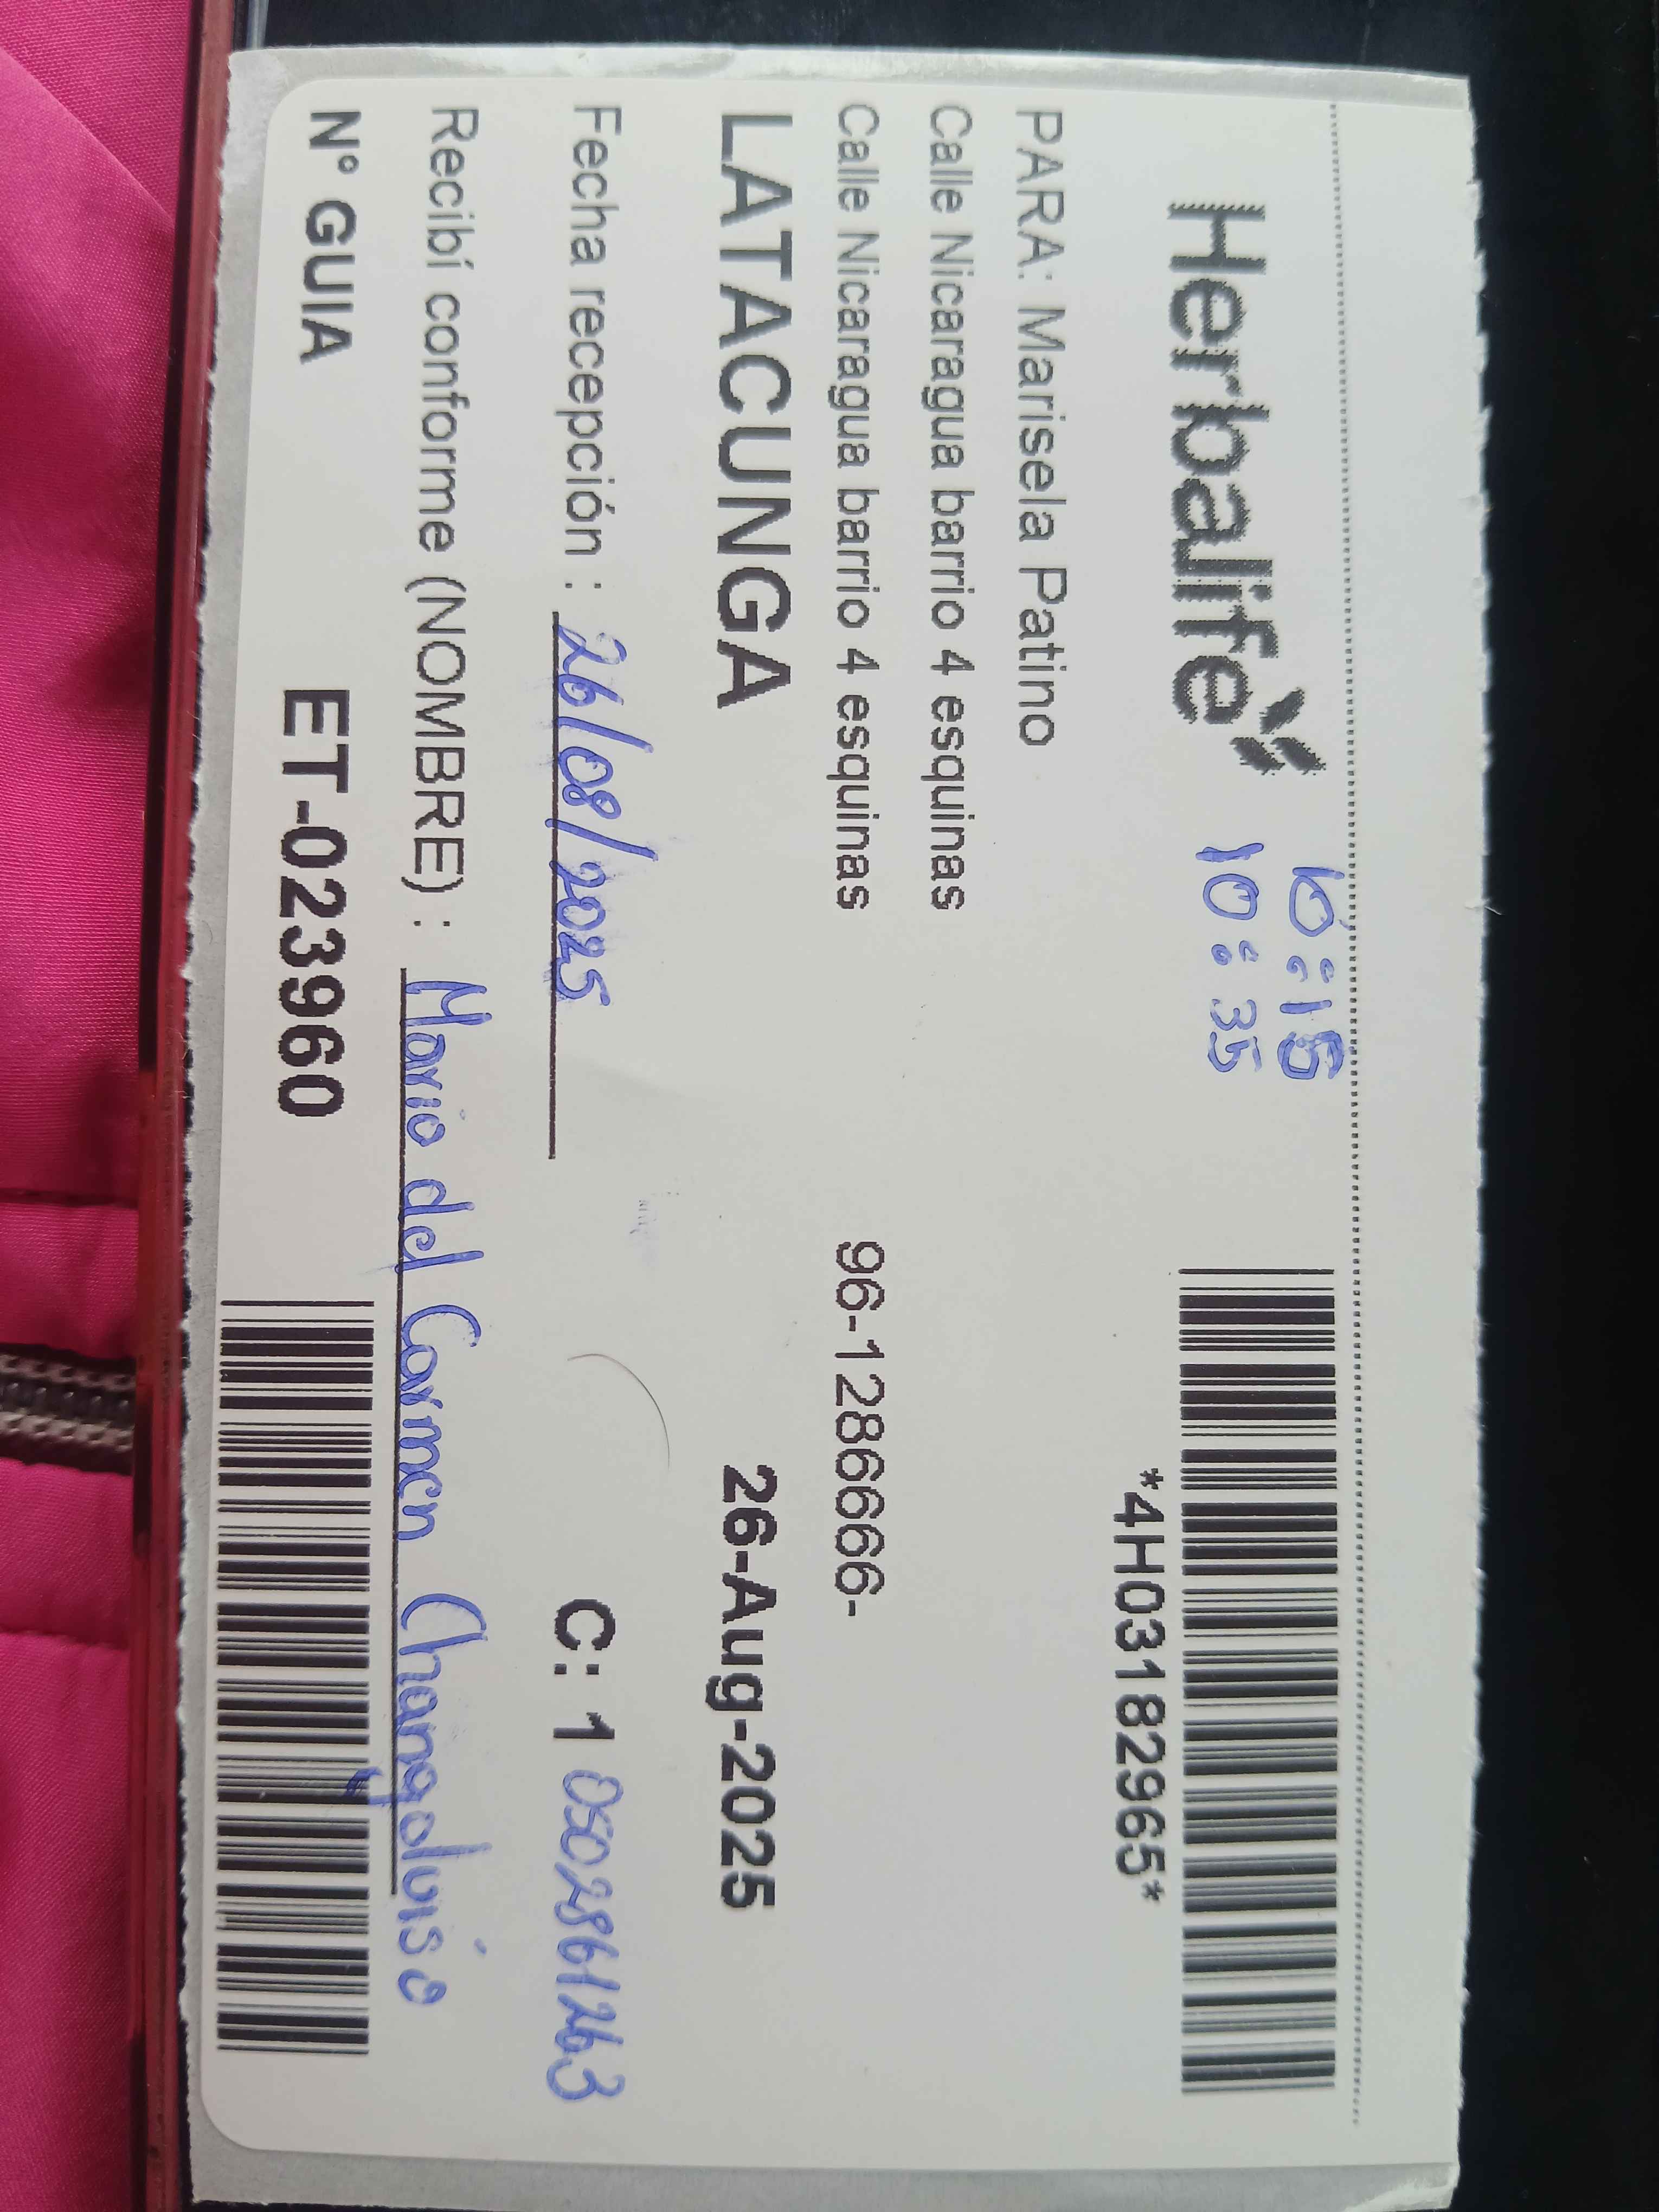 Herbalife
10:15
10:35
*4H03182965*
PARA: Marisela Patino
Calle Nicaragua barrio 4 esquinas
Calle Nicaragua barrio 4 esquinas 96-1286666-
LATACUNGA 26-Aug-2025
Fecha recepción : 26/08/2025 C: 1 0502861263
Recibí conforme (NOMBRE) : Maria del Carmen Changoluisa
N° GUIA ET-023960